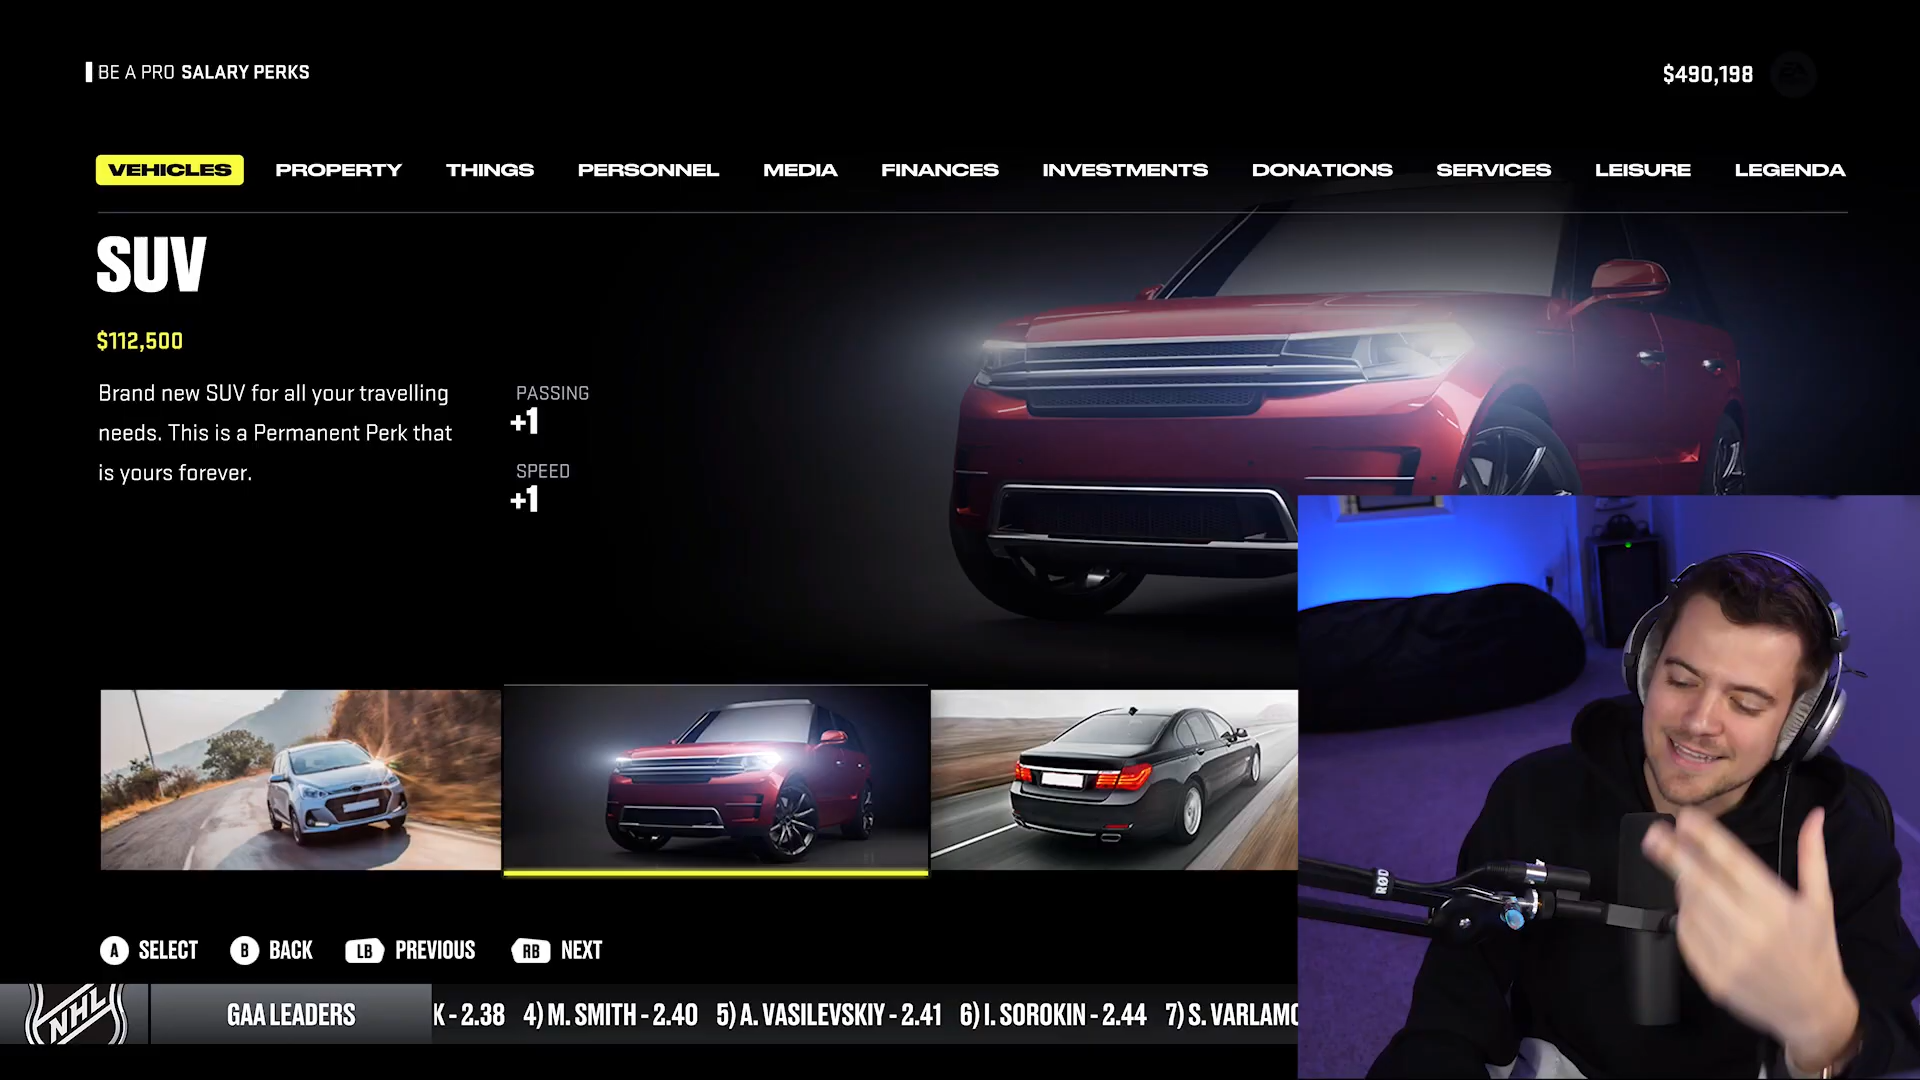 BE A PRO SALARY PERKS
$490,198
VEHICLES PROPERTY THINGS PERSONNEL MEDIA FINANCES INVESTMENTS DONATIONS SERVICES LEISURE LEGENDA
SUV
$112,500
Brand new SUV for all your travelling
needs. This is a Permanent Perk that
is yours forever.
PASSING
+1
SPEED
+1
RØD
A SELECT B BACK LB PREVIOUS RB NEXT
NHL GAA LEADERS K - 2.38 4) M. SMITH - 2.40 5) A. VASILEVSKIY - 2.41 6) I. SOROKIN - 2.44 7) S. VARLAMO